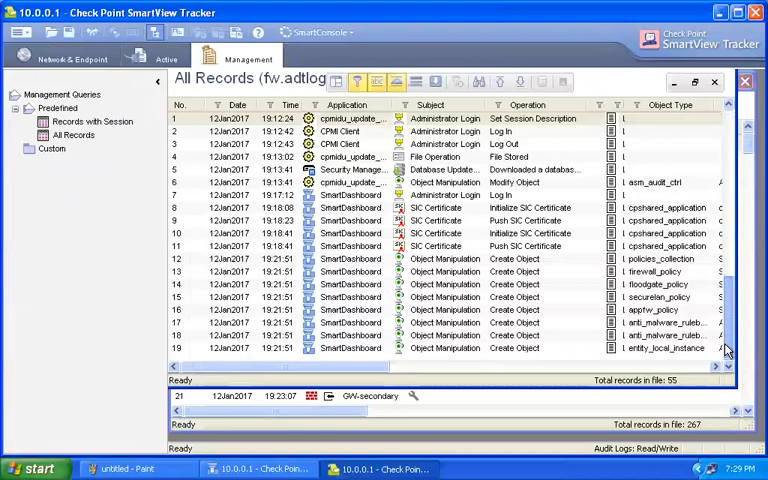 10.0.0.1 - Check Point SmartView Tracker
SmartConsole
Check Point
SmartView Tracker
Network & Endpoint
Active
Management
Management Queries
Predefined
Records with Session
All Records
Custom
All Records (fw.adtlog
No. Date Time Application Subject Operation Object Type
1 12Jan2017 19:12:24 cpmidu_update_... Administrator Login Set Session Description
2 12Jan2017 19:12:42 CPMI Client Administrator Login Log In
3 12Jan2017 19:12:43 CPMI Client Administrator Login Log Out
4 12Jan2017 19:13:02 cpmidu_update_... File Operation File Stored
5 12Jan2017 19:13:41 Security Manage... Database Update... Downloaded a databas...
6 12Jan2017 19:13:41 cpmidu_update_... Object Manipulation Modify Object asm_audit_ctrl
7 12Jan2017 19:17:12 SmartDashboard Administrator Login Log In
8 12Jan2017 19:18:08 SmartDashboard SIC Certificate Initialize SIC Certificate cpshared_application
9 12Jan2017 19:18:23 SmartDashboard SIC Certificate Push SIC Certificate cpshared_application
10 12Jan2017 19:18:41 SmartDashboard SIC Certificate Initialize SIC Certificate cpshared_application
11 12Jan2017 19:18:41 SmartDashboard SIC Certificate Push SIC Certificate cpshared_application
12 12Jan2017 19:21:51 SmartDashboard Object Manipulation Create Object policies_collection
13 12Jan2017 19:21:51 SmartDashboard Object Manipulation Create Object firewall_policy
14 12Jan2017 19:21:51 SmartDashboard Object Manipulation Create Object floodgate_policy
15 12Jan2017 19:21:51 SmartDashboard Object Manipulation Create Object securelan_policy
16 12Jan2017 19:21:51 SmartDashboard Object Manipulation Create Object appfw_policy
17 12Jan2017 19:21:51 SmartDashboard Object Manipulation Create Object anti_malware_ruleb...
18 12Jan2017 19:21:51 SmartDashboard Object Manipulation Create Object anti_malware_ruleb...
19 12Jan2017 19:21:51 SmartDashboard Object Manipulation Create Object entity_local_instance
Ready Total records in file: 55
21 12Jan2017 19:23:07 GW-secondary
Ready Total records in file: 267
Audit Logs: Read/Write
start untitled - Paint 10.0.0.1 - Check Poin... 10.0.0.1 - Check Poin... 7:29 PM